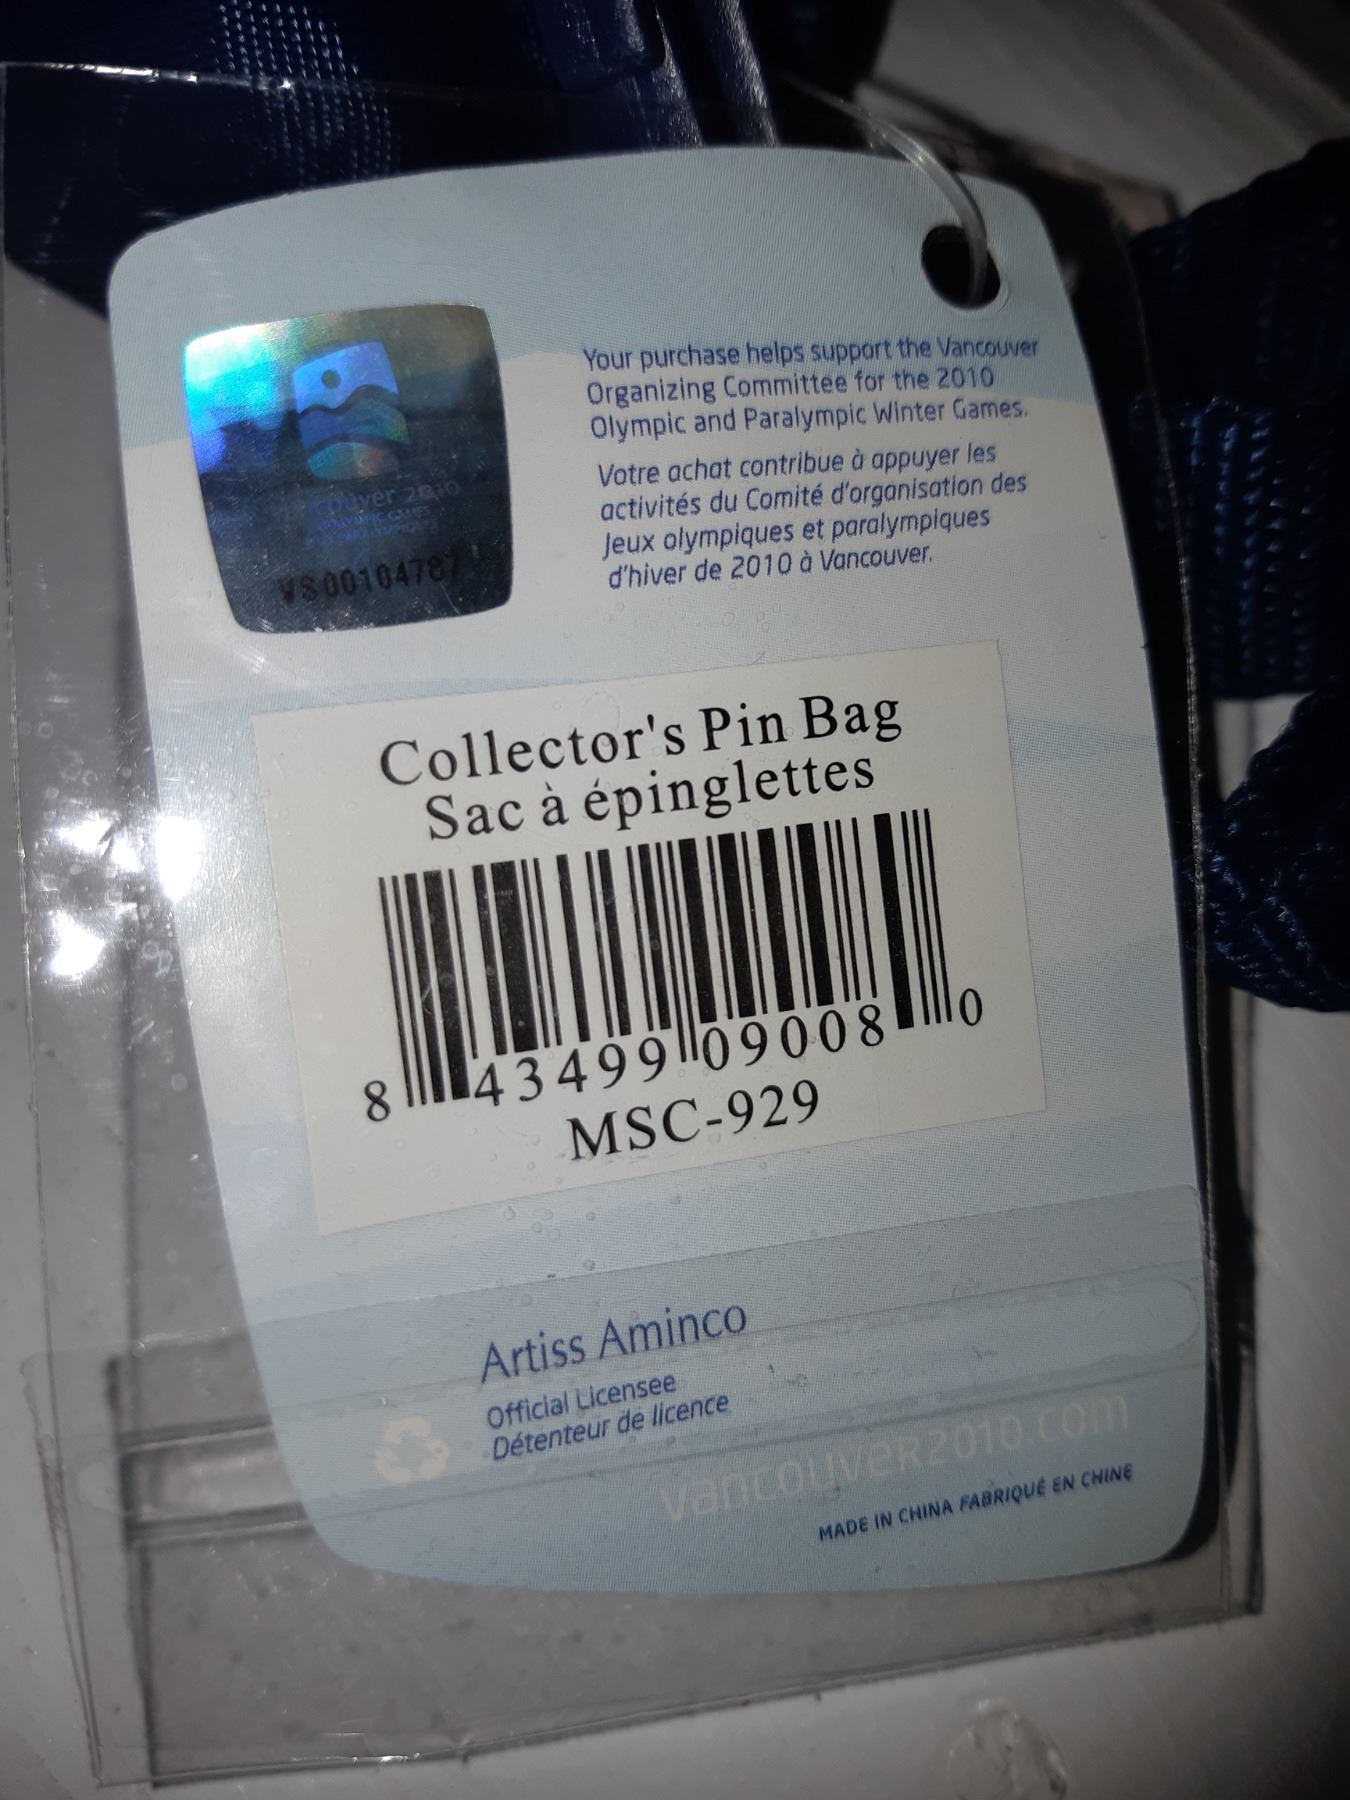 Your purchase helps support the Vancouver
Organizing Committee for the 2010
Olympic and Paralympic Winter Games.
Votre achat contribue à appuyer les
activités du Comité d'organisation des
Jeux olympiques et paralympiques
d'hiver de 2010 à Vancouver.
couver 2010
VS00104787
Collector's Pin Bag
Sac à épinglettes
8 43499 09008 0
MSC-929
Artiss Aminco
Official Licensee
Détenteur de licence
vancouver2010.com
MADE IN CHINA FABRIQUÉ EN CHINE